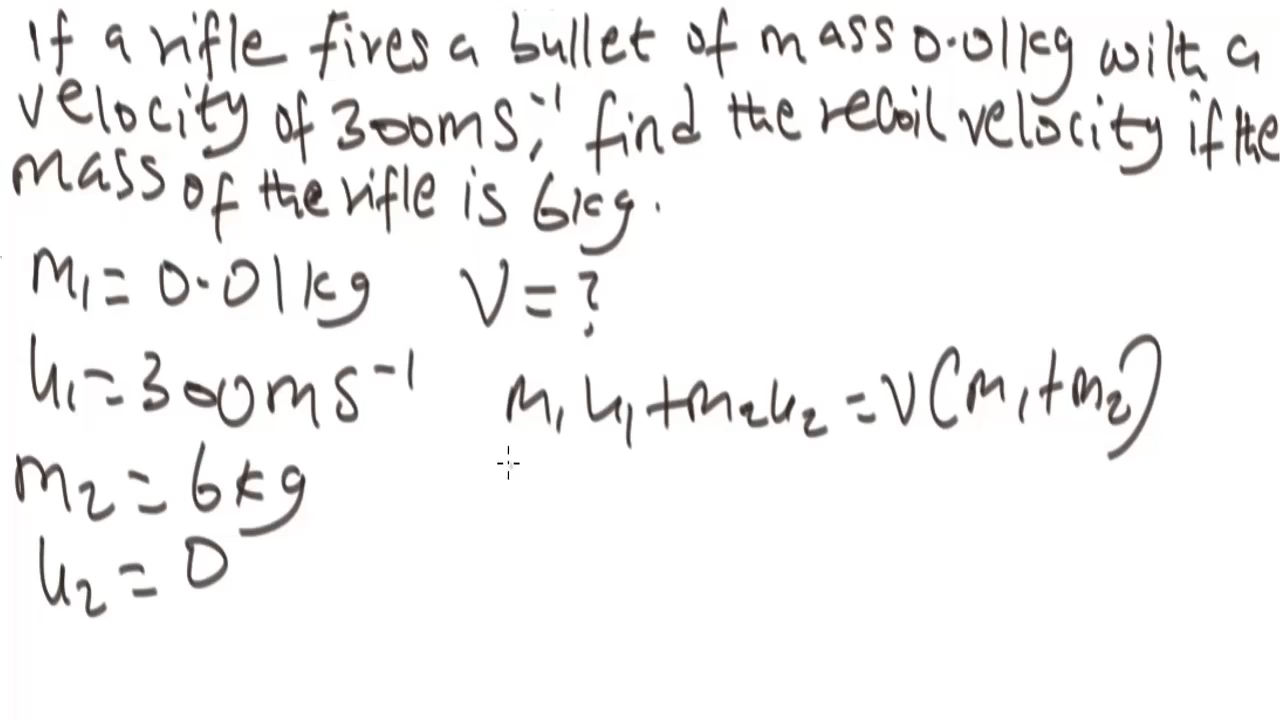 If a rifle fires a bullet of mass 0.01kg with a
velocity of 300ms⁻¹, find the recoil velocity if the
mass of the rifle is 6kg.
m₁ = 0.01kg V = ?
u₁ = 300ms⁻¹ m₁u₁ + m₂u₂ = V(m₁ + m₂)
m₂ = 6kg
u₂ = 0